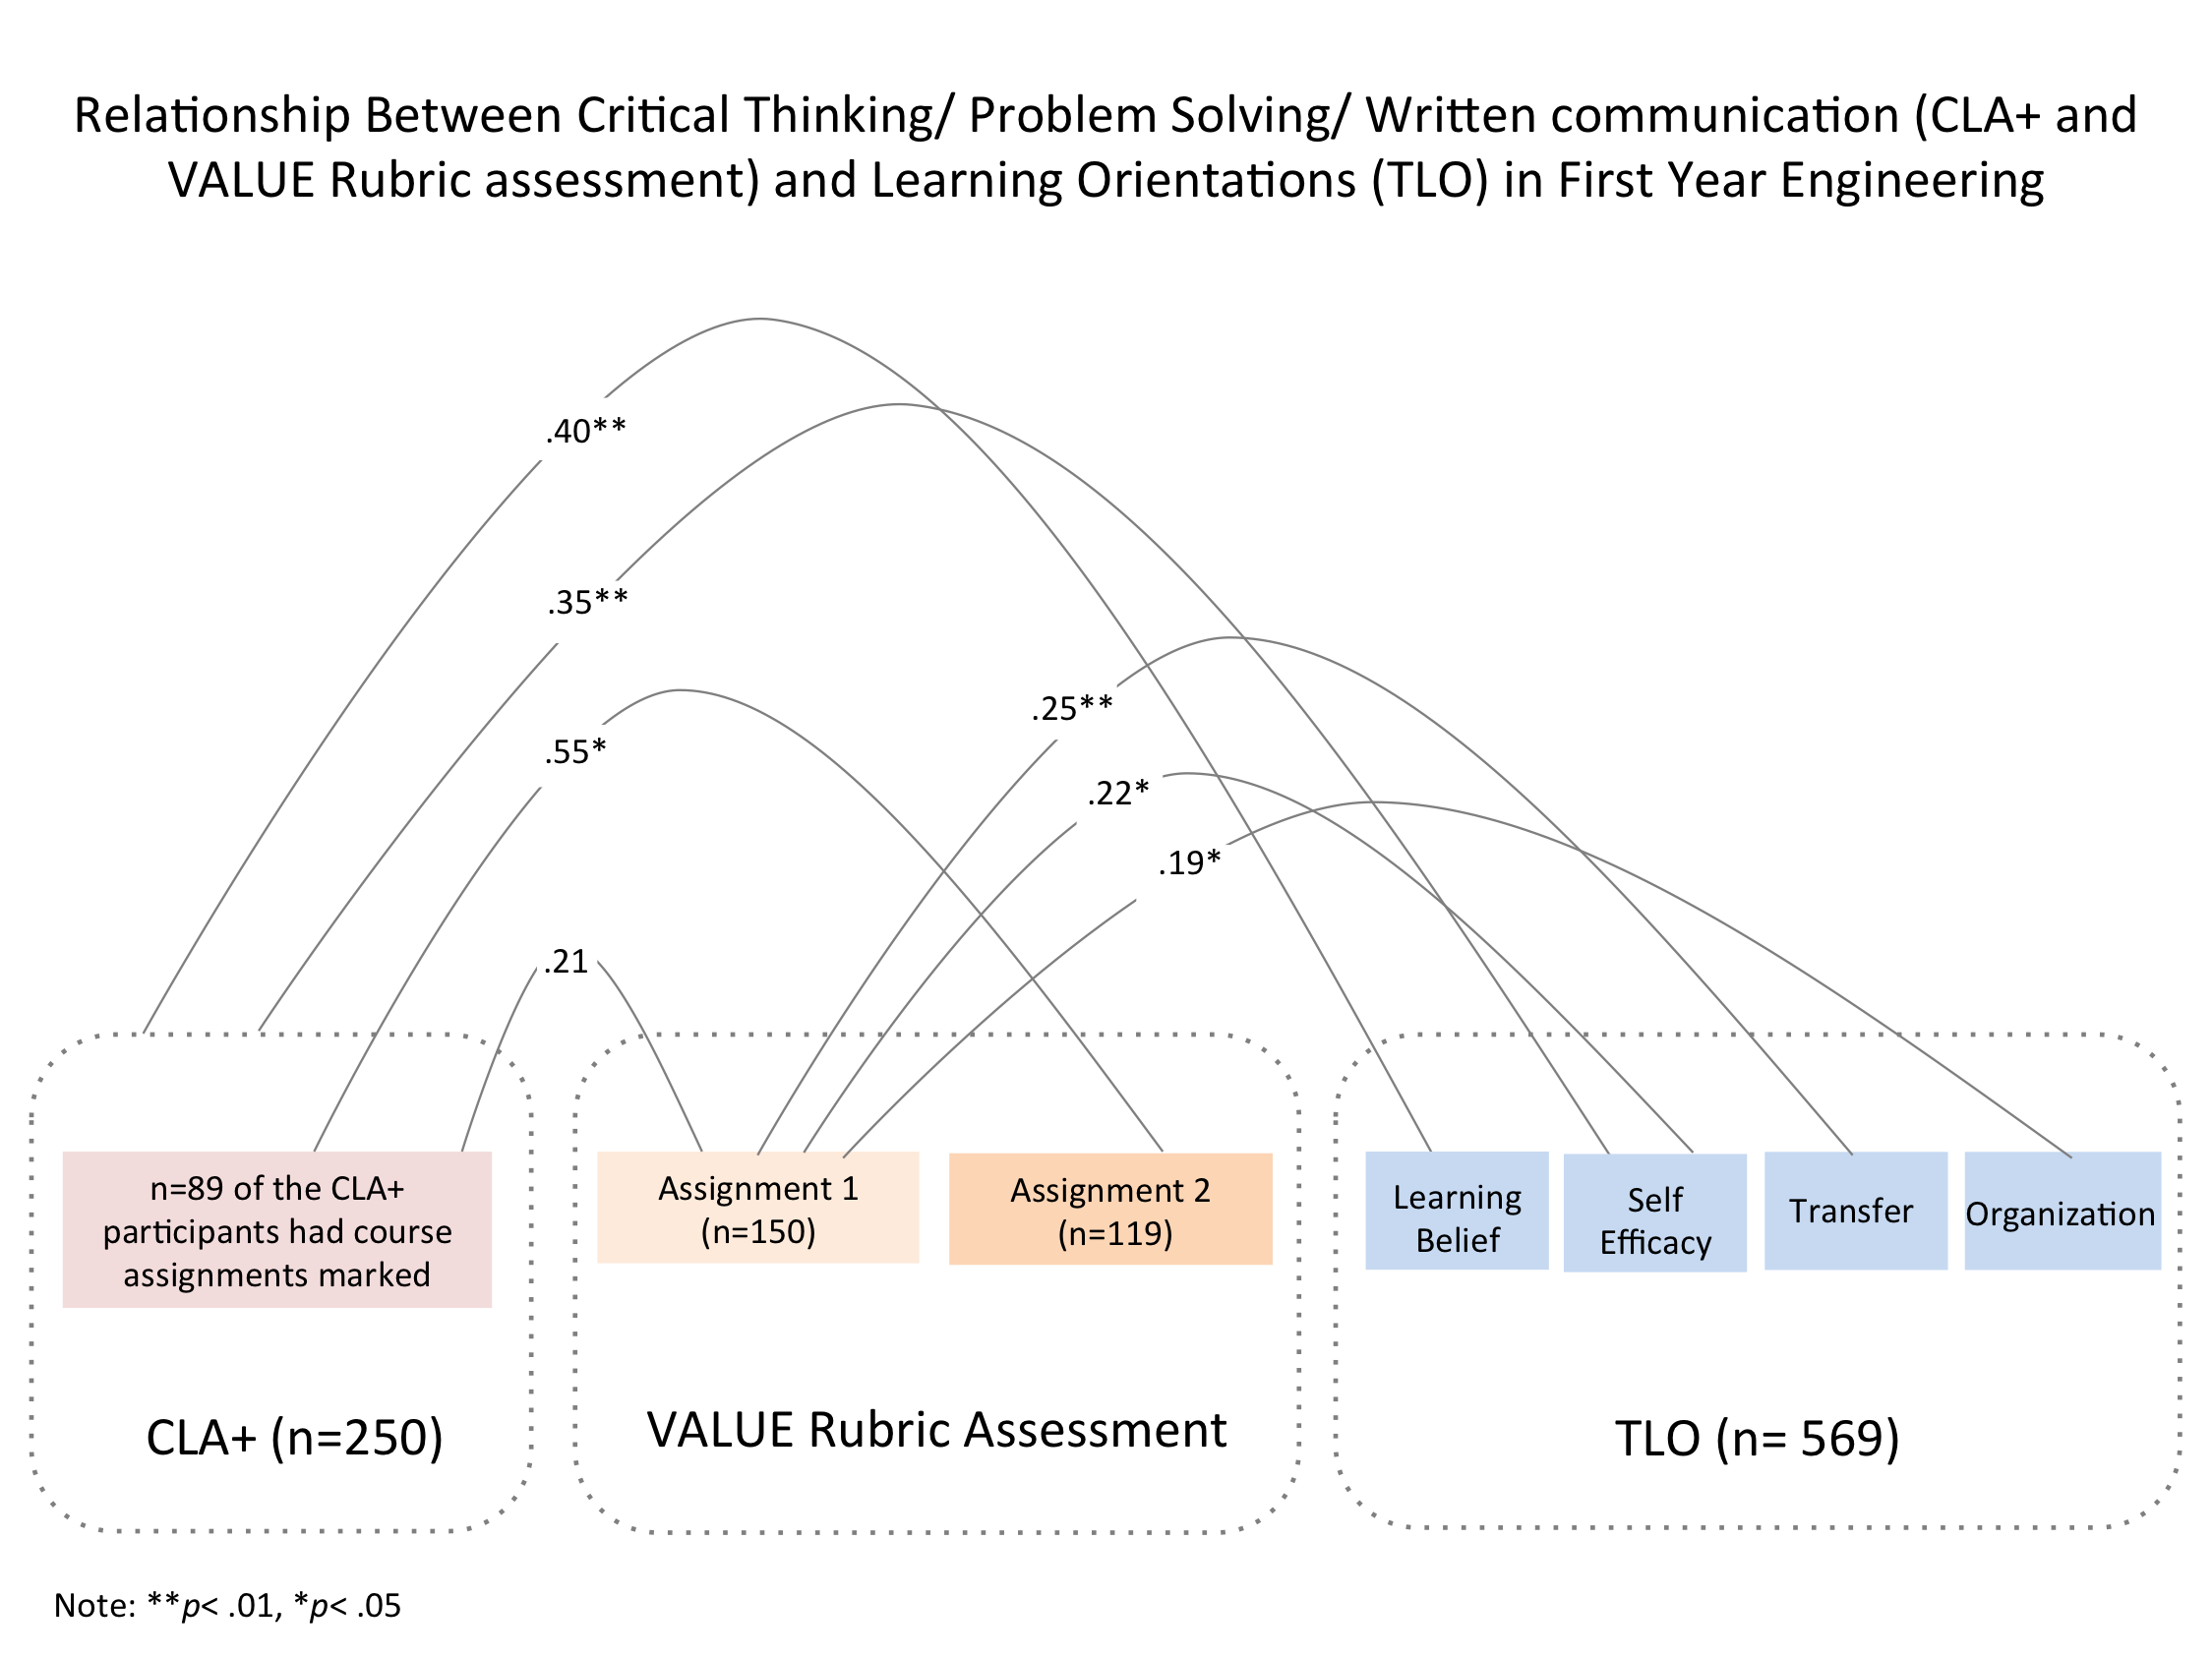 Relationship Between Critical Thinking/ Problem Solving/ Written communication (CLA+ and
VALUE Rubric assessment) and Learning Orientations (TLO) in First Year Engineering
.40**
.35**
.55*
.21
.25**
.22*
.19*
n=89 of the CLA+
participants had course
assignments marked
CLA+ (n=250)
Assignment 1
(n=150)
Assignment 2
(n=119)
VALUE Rubric Assessment
Learning
Belief
Self
Efficacy
Transfer
Organization
TLO (n= 569)
Note: **p< .01, *p< .05